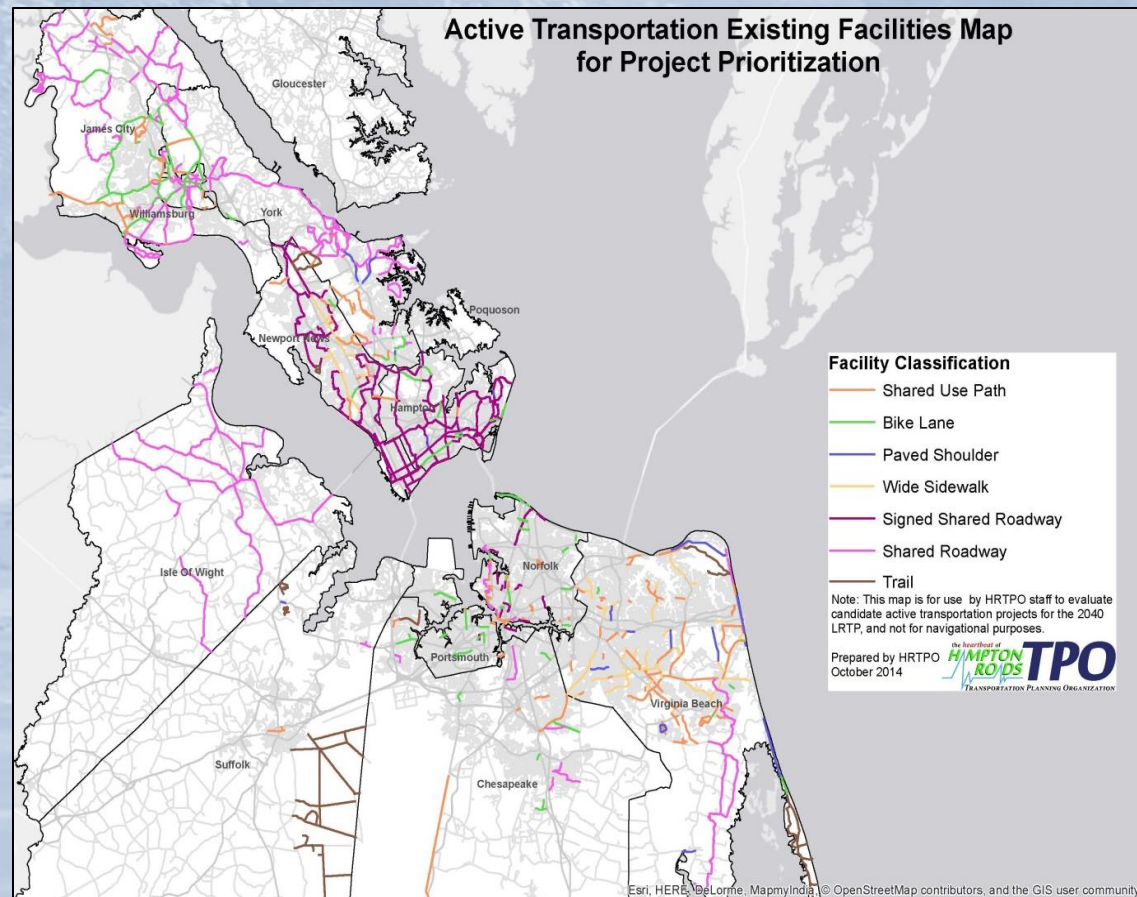 Active Transportation Existing Facilities Map
for Project Prioritization
Gloucester
James City
Williamsburg
York
Poquoson
Newport News
Hampton
Isle Of Wight
Norfolk
Portsmouth
Virginia Beach
Suffolk
Chesapeake
Facility Classification
Shared Use Path
Bike Lane
Paved Shoulder
Wide Sidewalk
Signed Shared Roadway
Shared Roadway
Trail
Note: This map is for use by HRTPO staff to evaluate
candidate active transportation projects for the 2040
LRTP, and not for navigational purposes.
Prepared by HRTPO
October 2014
the heartbeat of
HAMPTON
ROADS TPO
TRANSPORTATION PLANNING ORGANIZATION
Esri, HERE, DeLorme, MapmyIndia, © OpenStreetMap contributors, and the GIS user community